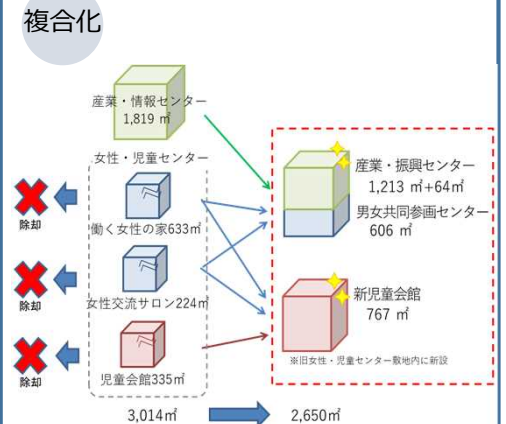 複合化
産業・情報センター
1,819 ㎡
女性・児童センター
働く女性の家633㎡
女性交流サロン224㎡
児童会館335㎡
除却
除却
除却
産業・振興センター
1,213 ㎡+64㎡
男女共同参画センター
606 ㎡
新児童会館
767 ㎡
※旧女性・児童センター敷地内に新設
3,014㎡
2,650㎡